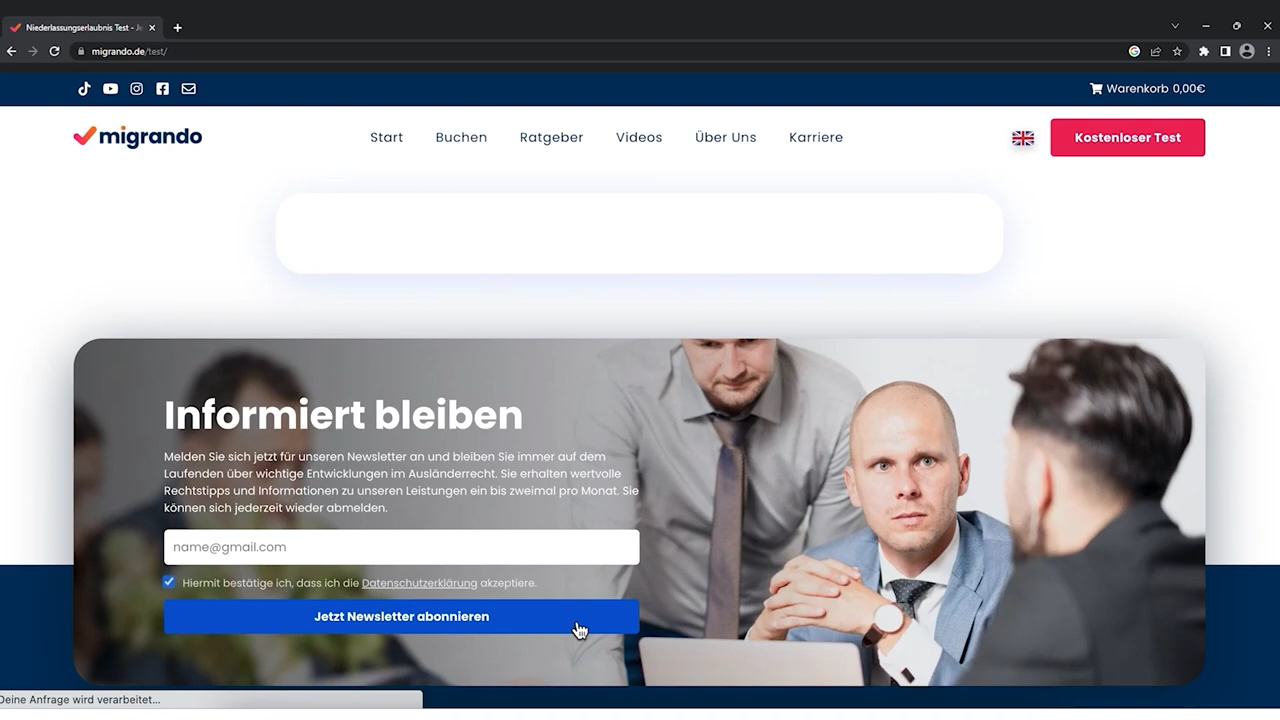 Niederlassungserlaubnis Test - J
migrando.de/test/
Warenkorb 0,00€
migrando
Start Buchen Ratgeber Videos Über Uns Karriere
Kostenloser Test
Informiert bleiben
Melden Sie sich jetzt für unseren Newsletter an und bleiben Sie immer auf dem
Laufenden über wichtige Entwicklungen im Ausländerrecht. Sie erhalten wertvolle
Rechtstipps und Informationen zu unseren Leistungen ein bis zweimal pro Monat. Sie
können sich jederzeit wieder abmelden.
name@gmail.com
Hiermit bestätige ich, dass ich die Datenschutzerklärung akzeptiere.
Jetzt Newsletter abonnieren
Deine Anfrage wird verarbeitet...